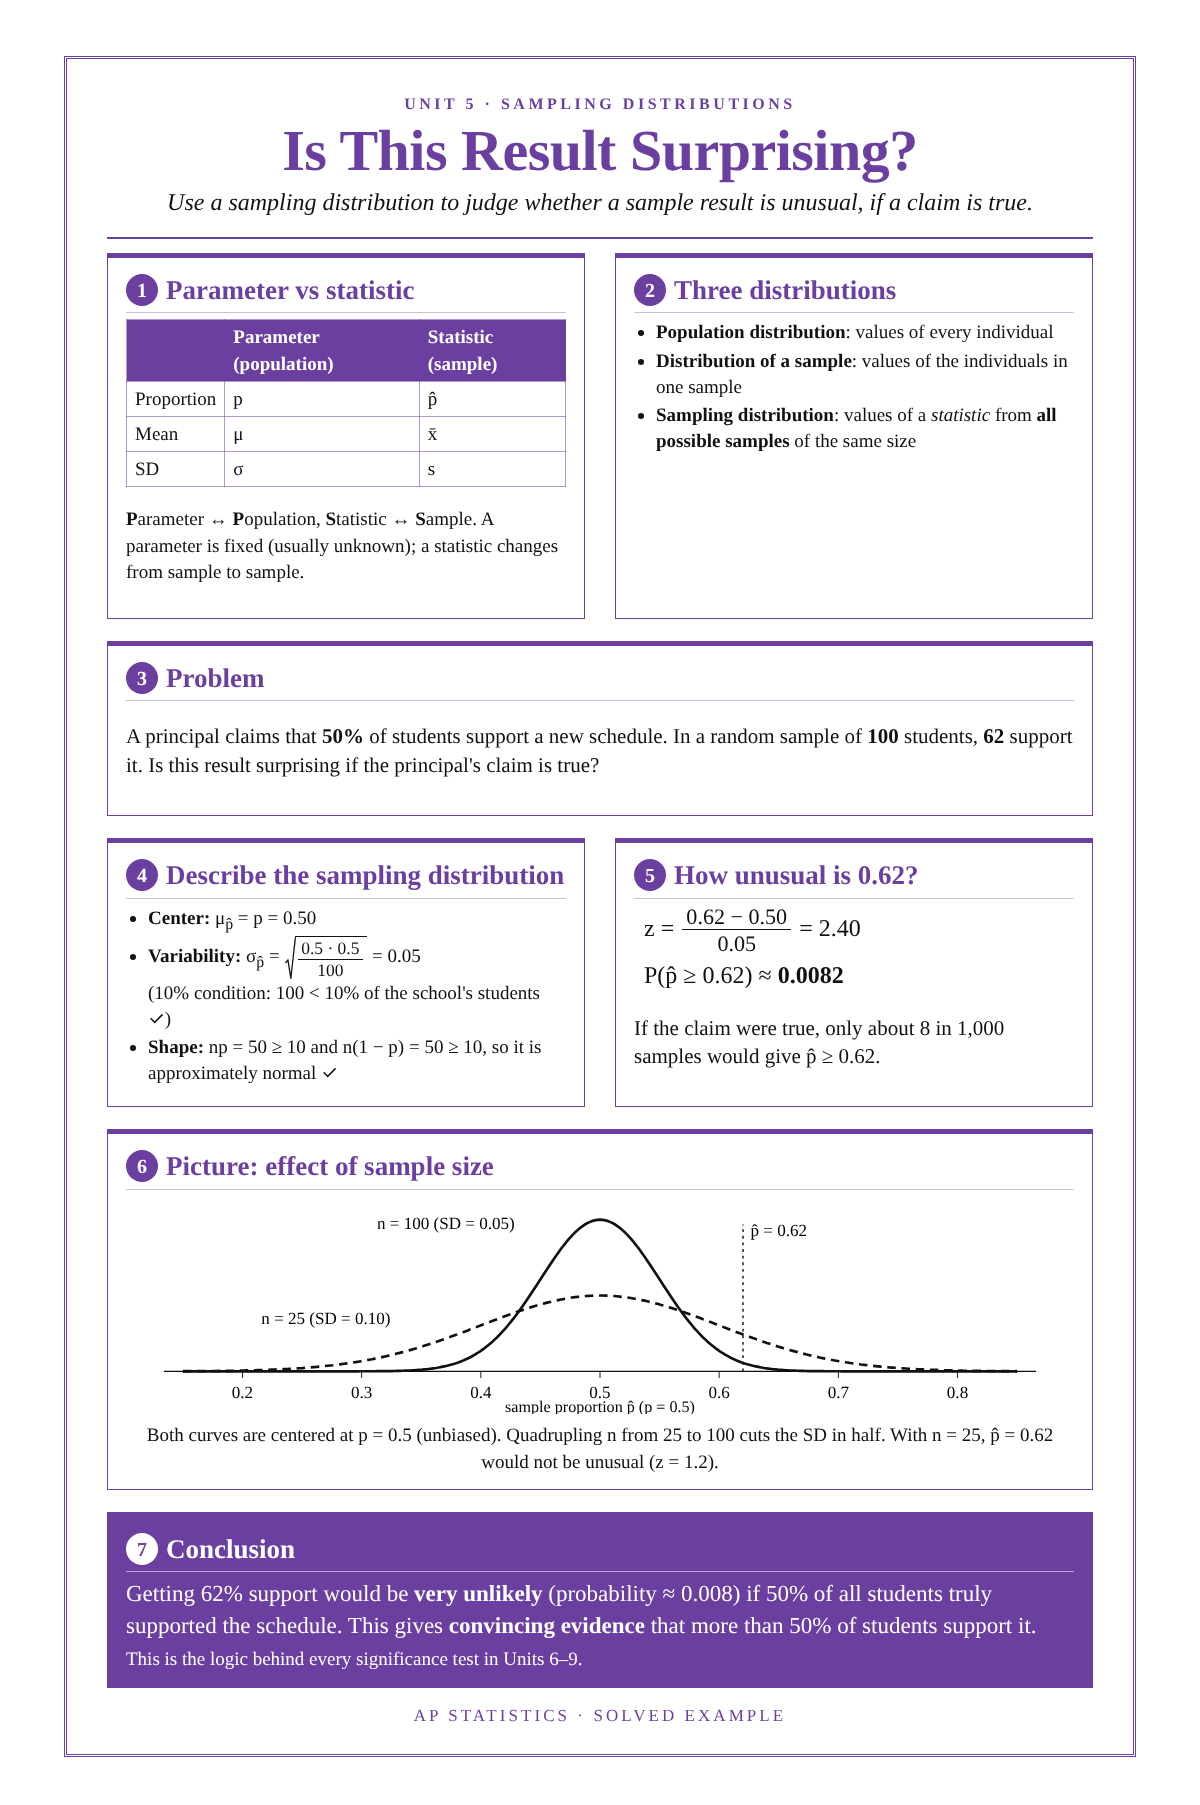 UNIT 5 · SAMPLING DISTRIBUTIONS
Is This Result Surprising?
Use a sampling distribution to judge whether a sample result is unusual, if a claim is true.
1 Parameter vs statistic
Parameter (population) Statistic (sample)
Proportion p p̂
Mean μ x̄
SD σ s
Parameter ↔ Population, Statistic ↔ Sample. A
parameter is fixed (usually unknown); a statistic changes
from sample to sample.
2 Three distributions
• Population distribution: values of every individual
• Distribution of a sample: values of the individuals in
one sample
• Sampling distribution: values of a statistic from all
possible samples of the same size
3 Problem
A principal claims that 50% of students support a new schedule. In a random sample of 100 students, 62 support
it. Is this result surprising if the principal's claim is true?
4 Describe the sampling distribution
• Center: μp̂ = p = 0.50
• Variability: σp̂ = √(0.5 · 0.5 / 100) = 0.05
(10% condition: 100 < 10% of the school's students
✓)
• Shape: np = 50 ≥ 10 and n(1 − p) = 50 ≥ 10, so it is
approximately normal ✓
5 How unusual is 0.62?
z = (0.62 − 0.50) / 0.05 = 2.40
P(p̂ ≥ 0.62) ≈ 0.0082
If the claim were true, only about 8 in 1,000
samples would give p̂ ≥ 0.62.
6 Picture: effect of sample size
n = 100 (SD = 0.05)
p̂ = 0.62
n = 25 (SD = 0.10)
0.2 0.3 0.4 0.5 0.6 0.7 0.8
sample proportion p̂ (p = 0.5)
Both curves are centered at p = 0.5 (unbiased). Quadrupling n from 25 to 100 cuts the SD in half. With n = 25, p̂ = 0.62
would not be unusual (z = 1.2).
7 Conclusion
Getting 62% support would be very unlikely (probability ≈ 0.008) if 50% of all students truly
supported the schedule. This gives convincing evidence that more than 50% of students support it.
This is the logic behind every significance test in Units 6–9.
AP STATISTICS · SOLVED EXAMPLE